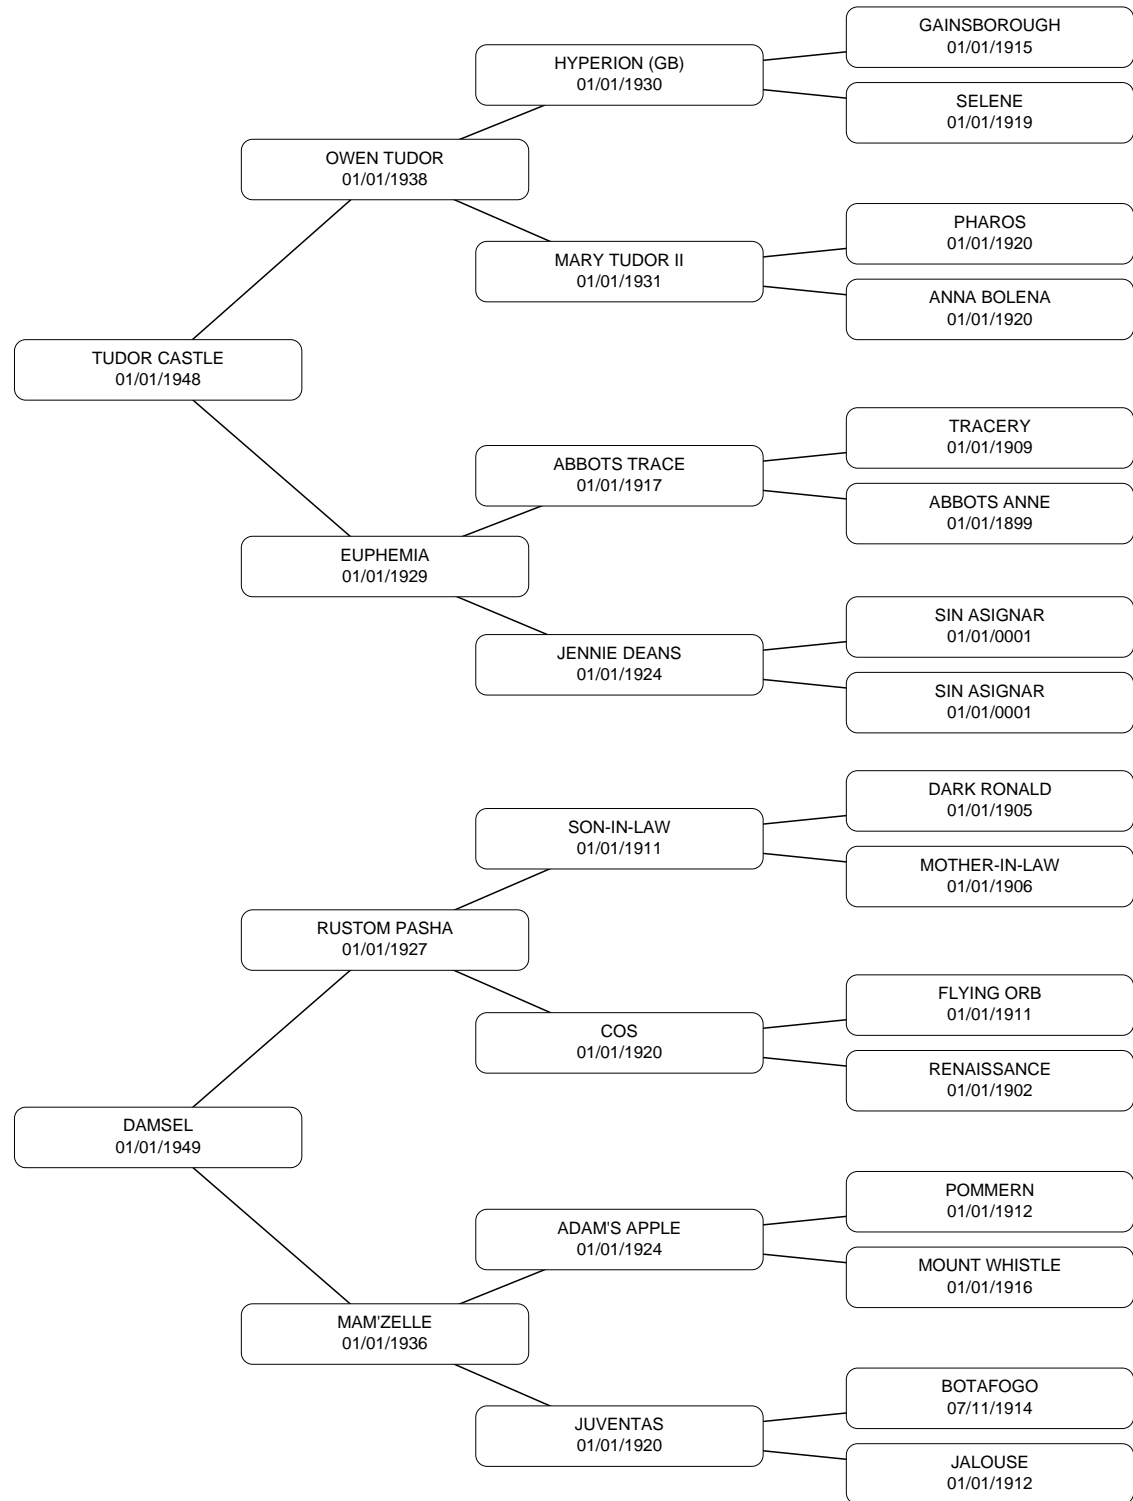 GAINSBOROUGH
01/01/1915
HYPERION (GB)
01/01/1930
SELENE
01/01/1919
OWEN TUDOR
01/01/1938
PHAROS
01/01/1920
MARY TUDOR II
01/01/1931
ANNA BOLENA
01/01/1920
TUDOR CASTLE
01/01/1948
TRACERY
01/01/1909
ABBOTS TRACE
01/01/1917
ABBOTS ANNE
01/01/1899
EUPHEMIA
01/01/1929
SIN ASIGNAR
01/01/0001
JENNIE DEANS
01/01/1924
SIN ASIGNAR
01/01/0001
DARK RONALD
01/01/1905
SON-IN-LAW
01/01/1911
MOTHER-IN-LAW
01/01/1906
RUSTOM PASHA
01/01/1927
FLYING ORB
01/01/1911
COS
01/01/1920
RENAISSANCE
01/01/1902
DAMSEL
01/01/1949
POMMERN
01/01/1912
ADAM'S APPLE
01/01/1924
MOUNT WHISTLE
01/01/1916
MAM'ZELLE
01/01/1936
BOTAFOGO
07/11/1914
JUVENTAS
01/01/1920
JALOUSE
01/01/1912